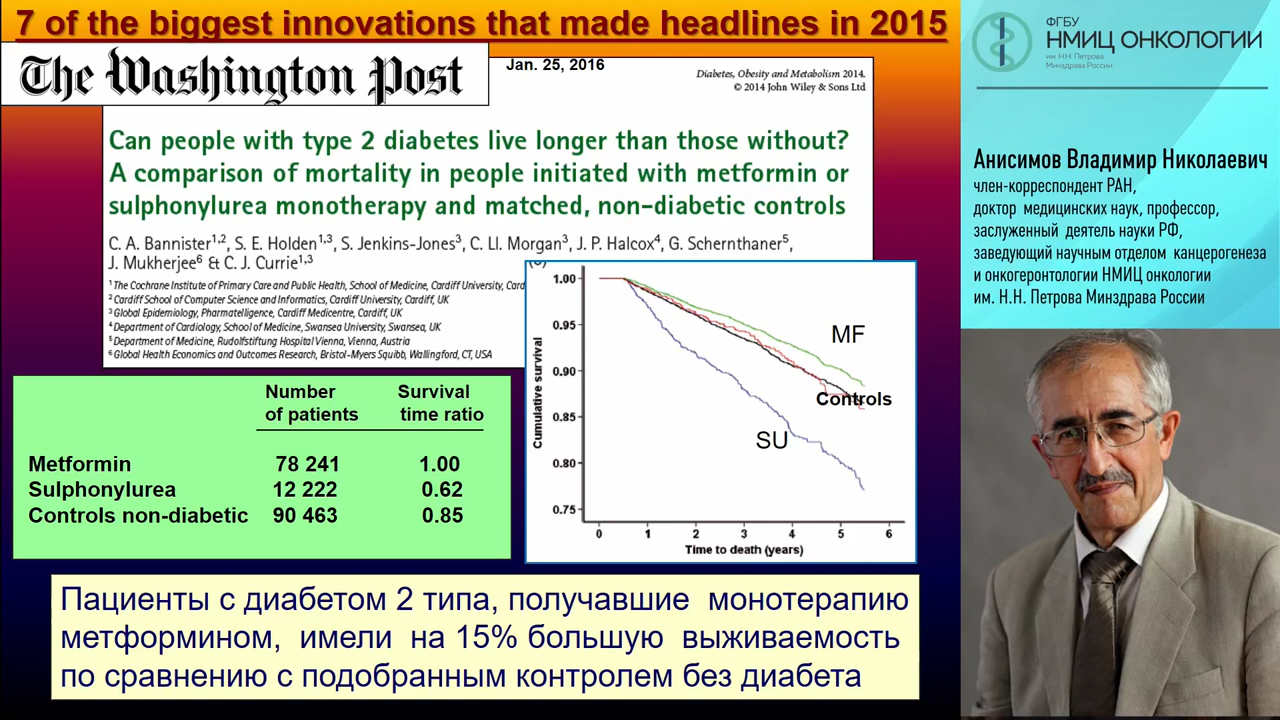 7 of the biggest innovations that made headlines in 2015
The Washington Post
Jan. 25, 2016
Diabetes, Obesity and Metabolism 2014.
© 2014 John Wiley & Sons Ltd
Can people with type 2 diabetes live longer than those without?
A comparison of mortality in people initiated with metformin or
sulphonylurea monotherapy and matched, non-diabetic controls
C. A. Bannister1,2, S. E. Holden1,3, S. Jenkins-Jones3, C. Ll. Morgan3, J. P. Halcox4, G. Schernthaner5,
J. Mukherjee6 & C. J. Currie1,3
1 The Cochrane Institute of Primary Care and Public Health, School of Medicine, Cardiff University, Card
2 Cardiff School of Computer Science and Informatics, Cardiff University, Cardiff, UK
3 Global Epidemiology, Pharmatelligence, Cardiff Medicentre, Cardiff, UK
4 Department of Cardiology, School of Medicine, Swansea University, Swansea, UK
5 Department of Medicine, Rudolfstiftung Hospital Vienna, Vienna, Austria
6 Global Health Economics and Outcomes Research, Bristol-Myers Squibb, Wallingford, CT, USA
Number Survival
of patients time ratio
Metformin 78 241 1.00
Sulphonylurea 12 222 0.62
Controls non-diabetic 90 463 0.85
Cumulative survival
1.00
0.95
0.90
0.85
0.80
0.75
MF
Controls
SU
0 1 2 3 4 5 6
Time to death (years)
Пациенты с диабетом 2 типа, получавшие монотерапию
метформином, имели на 15% большую выживаемость
по сравнению с подобранным контролем без диабета
ФГБУ
НМИЦ ОНКОЛОГИИ
им. Н.Н. Петрова
Минздрава России
Анисимов Владимир Николаевич
член-корреспондент РАН,
доктор медицинских наук, профессор,
заслуженный деятель науки РФ,
заведующий научным отделом канцерогенеза
и онкогеронтологии НМИЦ онкологии
им. Н.Н. Петрова Минздрава России